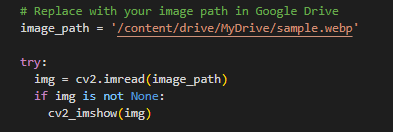 # Replace with your image path in Google Drive
image_path = '/content/drive/MyDrive/sample.webp'
try:
  img = cv2.imread(image_path)
  if img is not None:
    cv2_imshow(img)